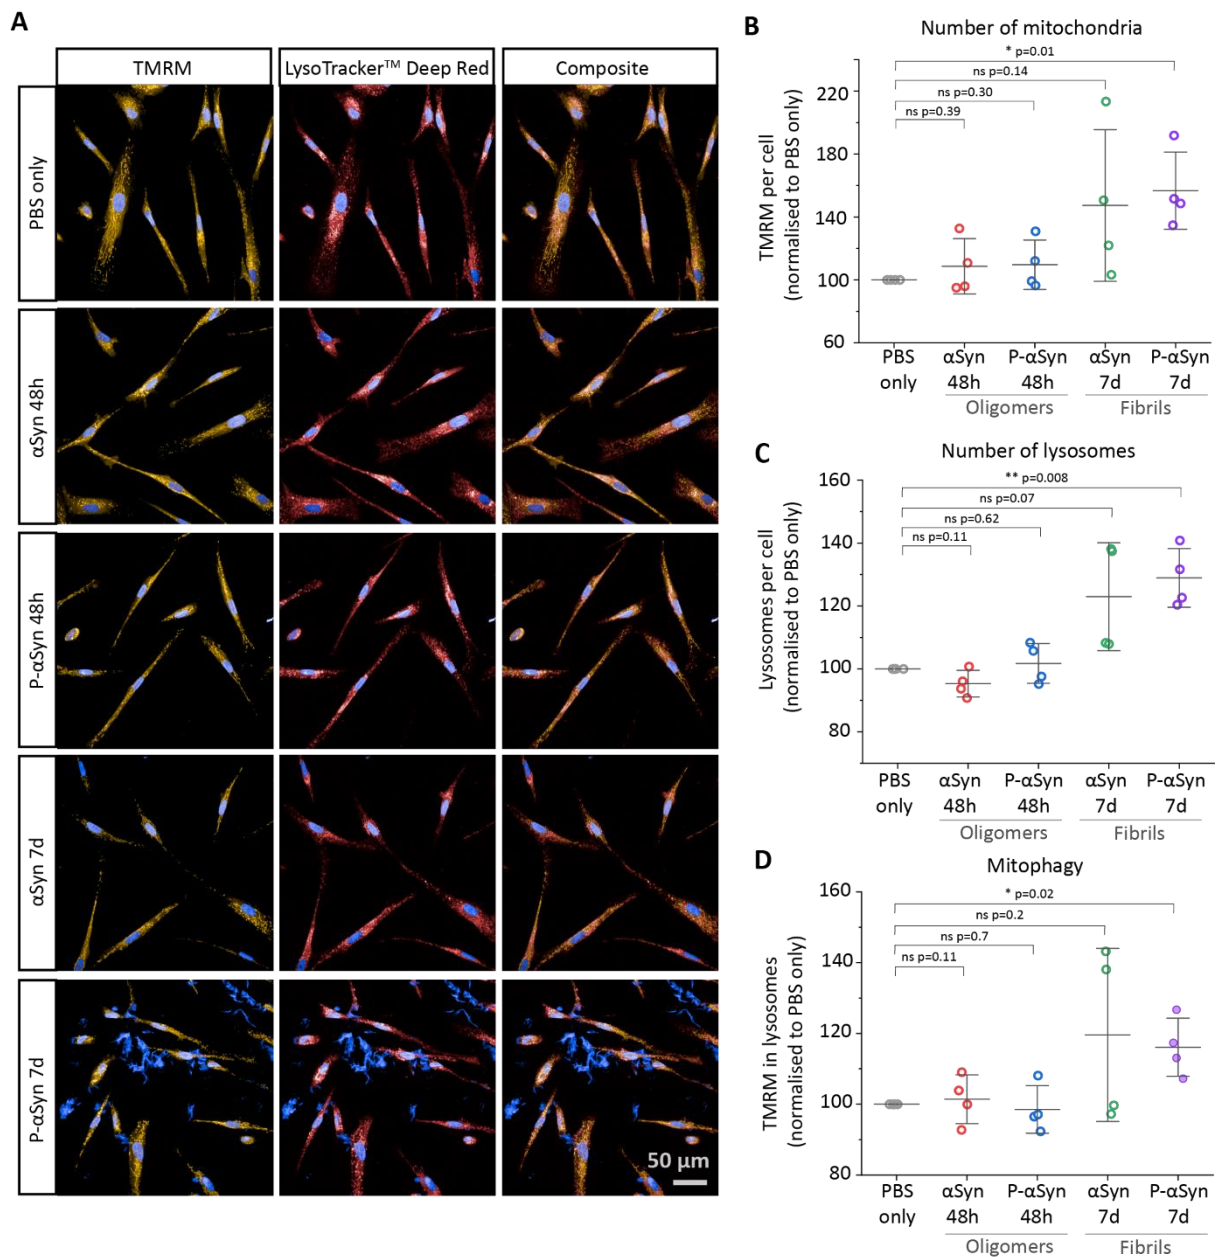 A
TMRM
LysoTracker™ Deep Red
Composite
PBS only
αSyn 48h
P-αSyn 48h
αSyn 7d
P-αSyn 7d
50 µm
B
Number of mitochondria
* p=0.01
ns p=0.14
ns p=0.30
ns p=0.39
TMRM per cell
(normalised to PBS only)
220
180
140
100
60
PBS only
αSyn 48h
P-αSyn 48h
αSyn 7d
P-αSyn 7d
Oligomers
Fibrils
C
Number of lysosomes
** p=0.008
ns p=0.07
ns p=0.62
ns p=0.11
Lysosomes per cell
(normalised to PBS only)
160
140
120
100
80
PBS only
αSyn 48h
P-αSyn 48h
αSyn 7d
P-αSyn 7d
Oligomers
Fibrils
D
Mitophagy
* p=0.02
ns p=0.2
ns p=0.7
ns p=0.11
TMRM in lysosomes
(normalised to PBS only)
160
140
120
100
80
PBS only
αSyn 48h
P-αSyn 48h
αSyn 7d
P-αSyn 7d
Oligomers
Fibrils